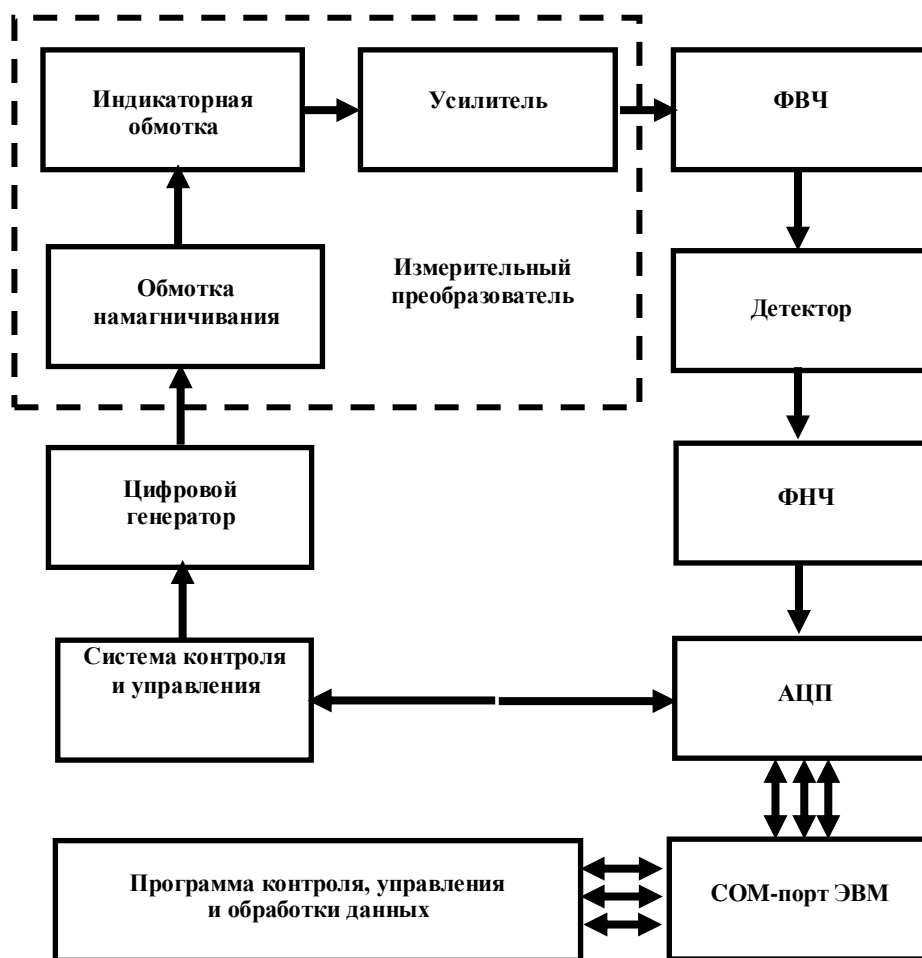 Индикаторная
обмотка
Усилитель
ФВЧ
Обмотка
намагничивания
Измерительный
преобразователь
Детектор
Цифровой
генератор
ФНЧ
Система контроля
и управления
АЦП
Программа контроля, управления
и обработки данных
COM-порт ЭВМ